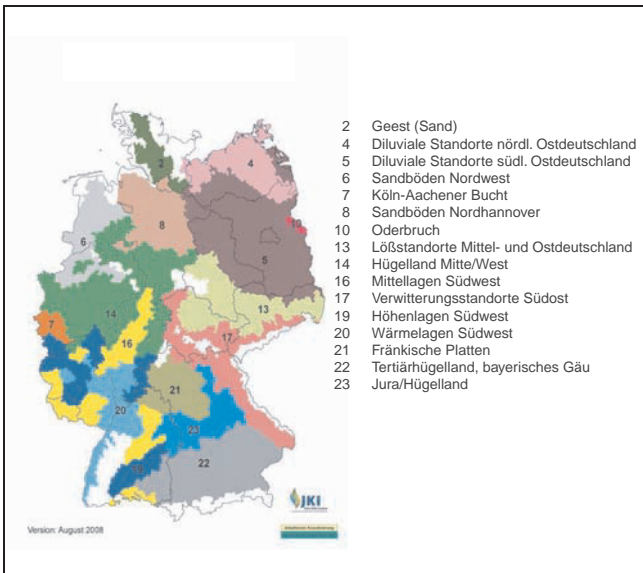 2
4
10
8
6
5
13
14
7
16
17
21
20
23
19
22
JKI
Version: August 2008
2 Geest (Sand)
4 Diluviale Standorte nördl. Ostdeutschland
5 Diluviale Standorte südl. Ostdeutschland
6 Sandböden Nordwest
7 Köln-Aachener Bucht
8 Sandböden Nordhannover
10 Oderbruch
13 Lößstandorte Mittel- und Ostdeutschland
14 Hügelland Mitte/West
16 Mittellagen Südwest
17 Verwitterungsstandorte Südost
19 Höhenlagen Südwest
20 Wärmelagen Südwest
21 Fränkische Platten
22 Tertiärhügelland, bayerisches Gäu
23 Jura/Hügelland